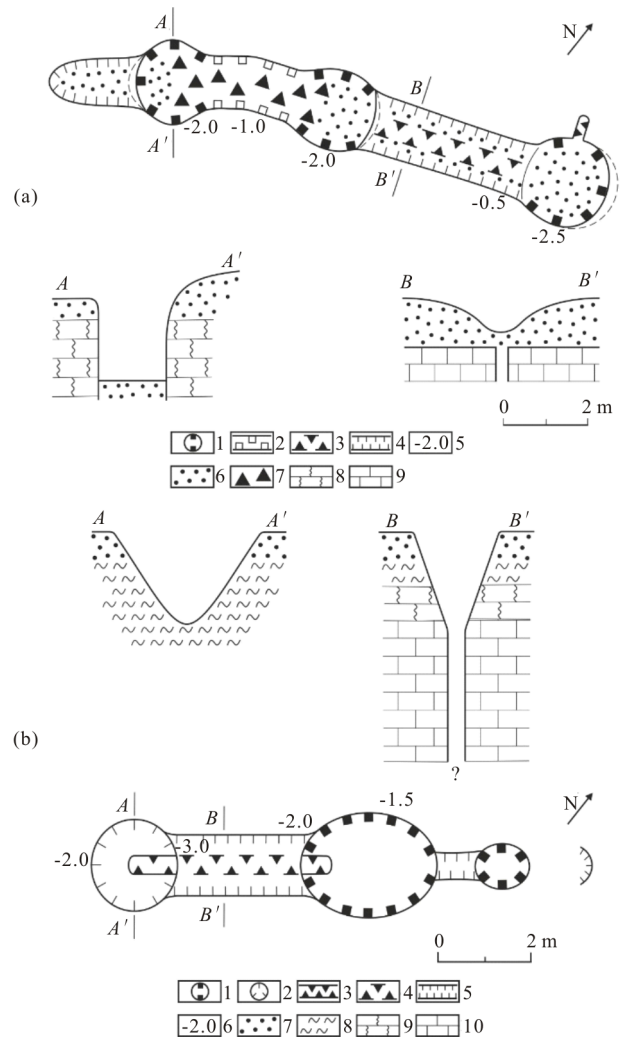 A
N
B
-2.0 -1.0
A'
-2.0
B'
-0.5
-2.5
(a)
A A' B B'
0 2 m
1 2 3 4 -2.0 5
6 7 8 9
A A' B B'
?
(b)
-1.5
A B -2.0 N
-2.0 -3.0
A' B'
0 2 m
1 2 3 4 5
-2.0 6 7 8 9 10